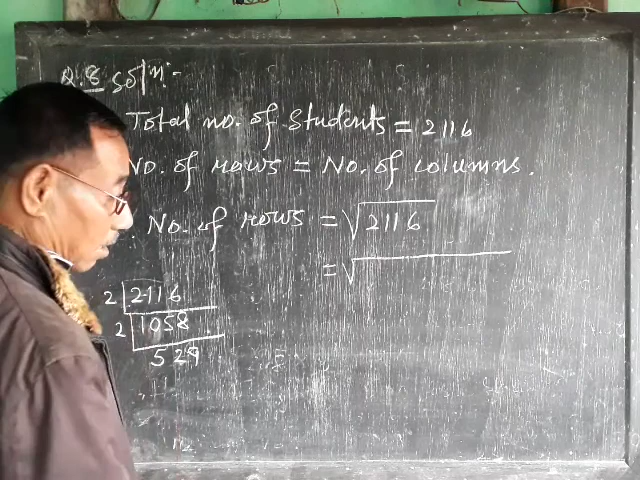 Q.8 Sol^n:-
Total no. of Students = 2116
No. of rows = No. of columns.
No. of rows = √2116
= √
2 | 2116
2 | 1058
529